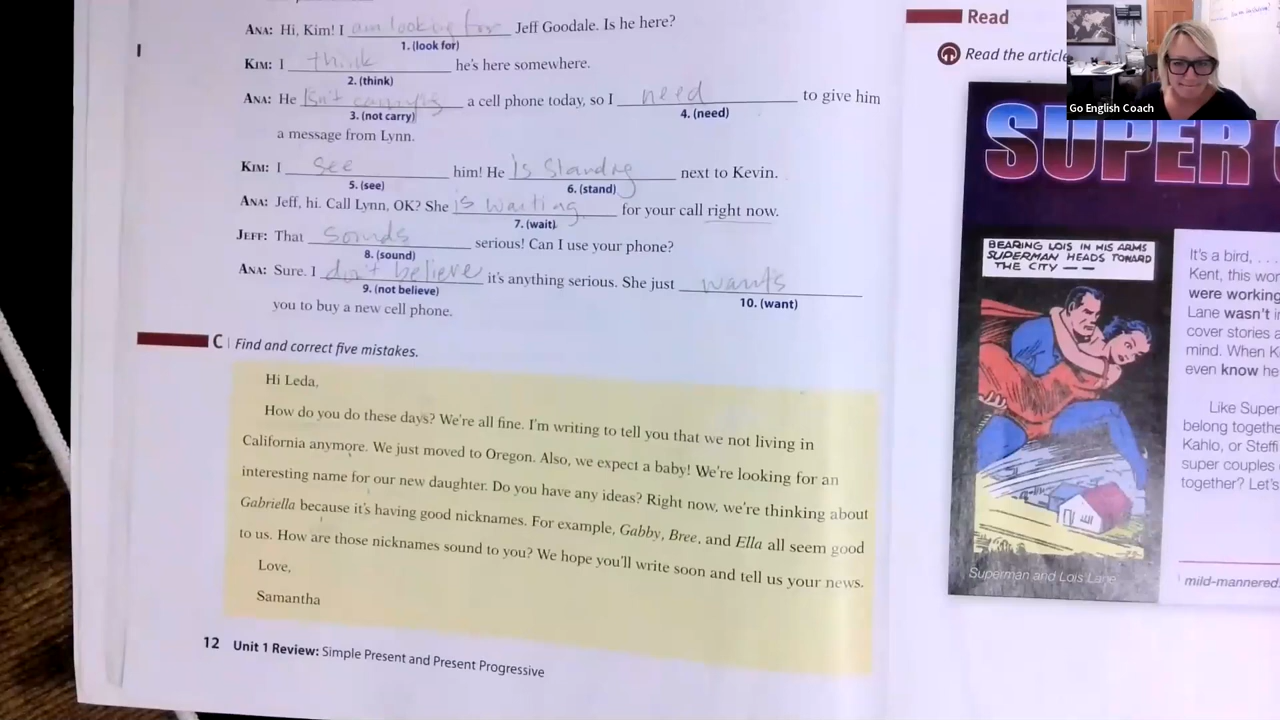 ANA: Hi, Kim! I am looking for Jeff Goodale. Is he here?
1. (look for)
KIM: I think he's here somewhere.
2. (think)
ANA: He isn't carrying a cell phone today, so I need to give him
3. (not carry) 4. (need)
a message from Lynn.
KIM: I see him! He is standing next to Kevin.
5. (see) 6. (stand)
ANA: Jeff, hi. Call Lynn, OK? She is waiting for your call right now.
7. (wait)
JEFF: That sounds serious! Can I use your phone?
8. (sound)
ANA: Sure. I don't believe it's anything serious. She just wants
9. (not believe) 10. (want)
you to buy a new cell phone.
C | Find and correct five mistakes.
Hi Leda,
How do you do these days? We're all fine. I'm writing to tell you that we not living in
California anymore. We just moved to Oregon. Also, we expect a baby! We're looking for an
interesting name for our new daughter. Do you have any ideas? Right now, we're thinking about
Gabriella because it's having good nicknames. For example, Gabby, Bree, and Ella all seem good
to us. How are those nicknames sound to you? We hope you'll write soon and tell us your news.
Love,
Samantha
12 Unit 1 Review: Simple Present and Present Progressive
Read
Read the article
Go English Coach
SUPER
BEARING LOIS IN HIS ARMS
SUPERMAN HEADS TOWARD
THE CITY — —
Superman and Lois Lane
It's a bird, . . .
Kent, this
were working
Lane wasn't
cover stories
mind. When
even know he
Like Super
belong togethe
Kahlo, or Steffi
super couples
together? Let's
mild-mannered: